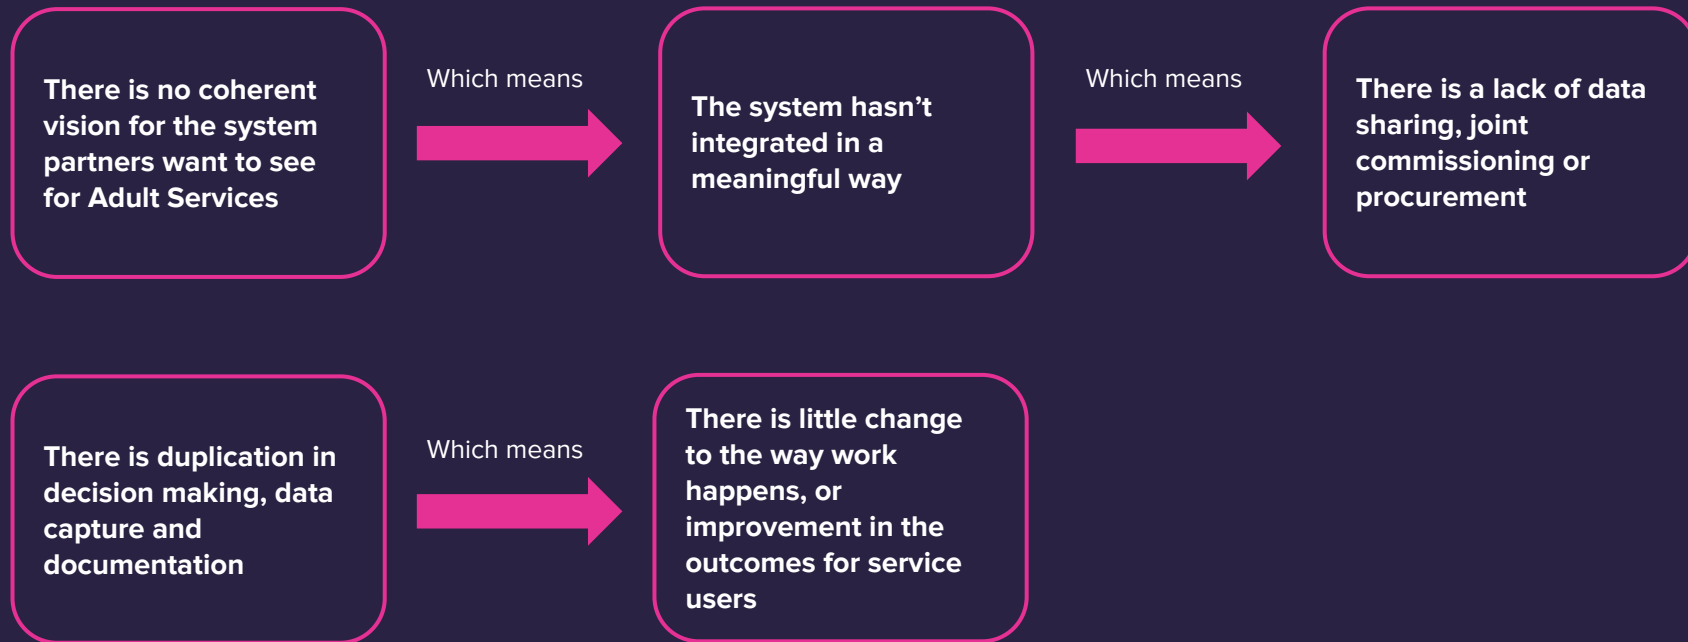 There is no coherent
vision for the system
partners want to see
for Adult Services
Which means
The system hasn’t
integrated in a
meaningful way
Which means
There is a lack of data
sharing, joint
commissioning or
procurement
There is duplication in
decision making, data
capture and
documentation
Which means
There is little change
to the way work
happens, or
improvement in the
outcomes for service
users